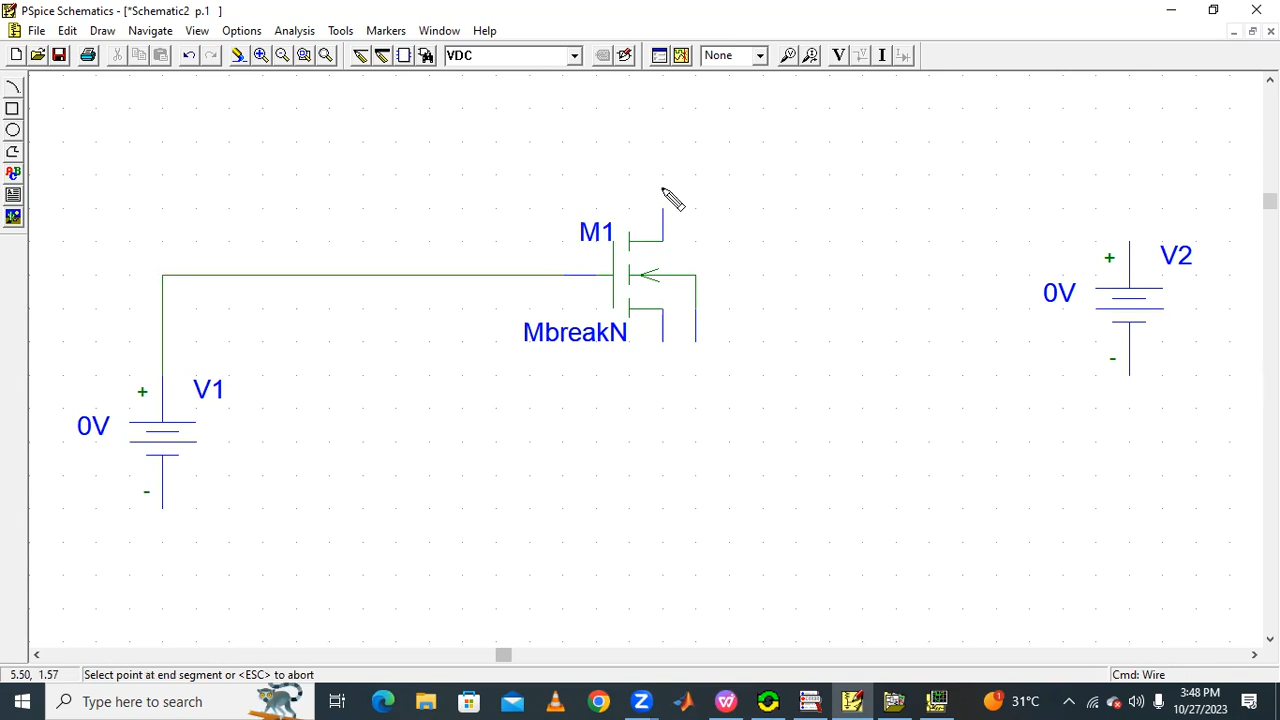 PSpice Schematics - [*Schematic2 p.1 ]
File Edit Draw Navigate View Options Analysis Tools Markers Window Help
VDC None V I
ABC
M1
MbreakN
+ V1
0V
-
+ V2
0V
-
5.50, 1.57 Select point at end segment or <ESC> to abort Cmd: Wire
Type here to search 31°C 3:48 PM
10/27/2023